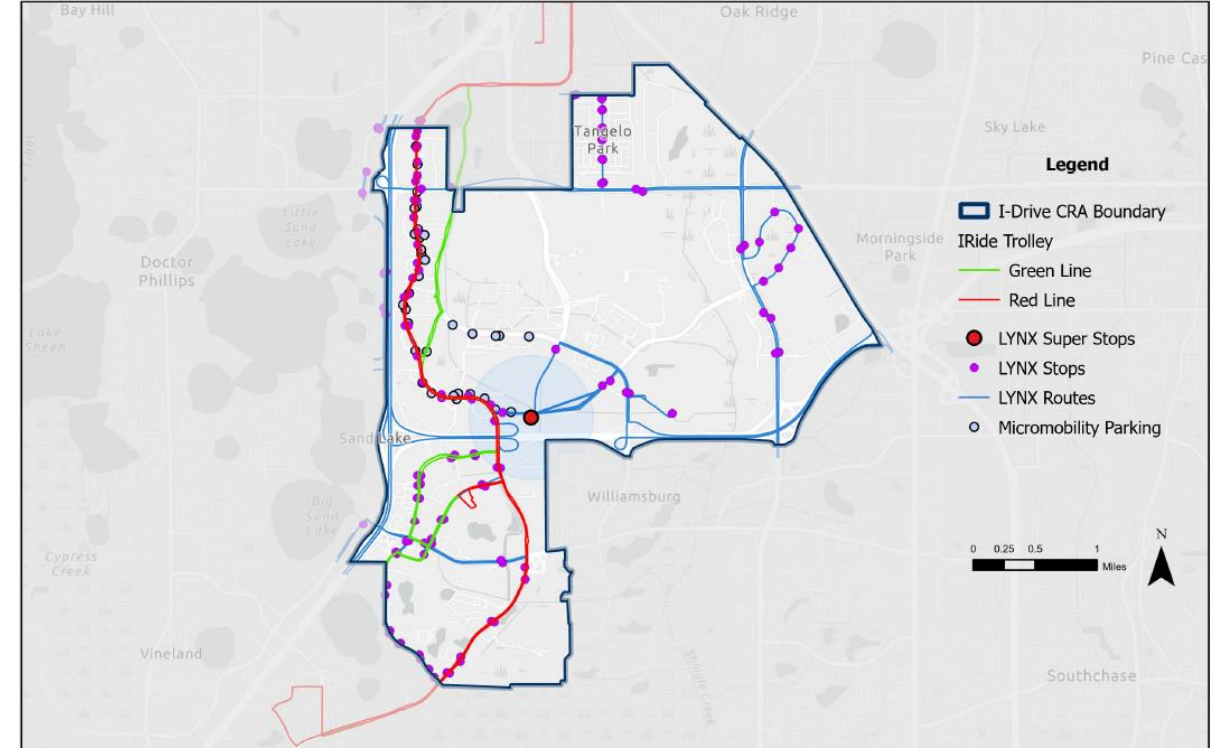 Bay Hill
Oak Ridge
Pine Cas
Tangelo
Park
Sky Lake
Legend
I-Drive CRA Boundary
IRide Trolley
Green Line
Red Line
LYNX Super Stops
LYNX Stops
LYNX Routes
Micromobility Parking
Little
Sand
Lake
Doctor
Phillips
Morningside
Park
Lake
Sheen
Sand Lake
Big
Sand
Lake
Williamsburg
Cypress
Creek
N
0 0.25 0.5 1
Miles
Vineland
Shingle Creek
Southchase